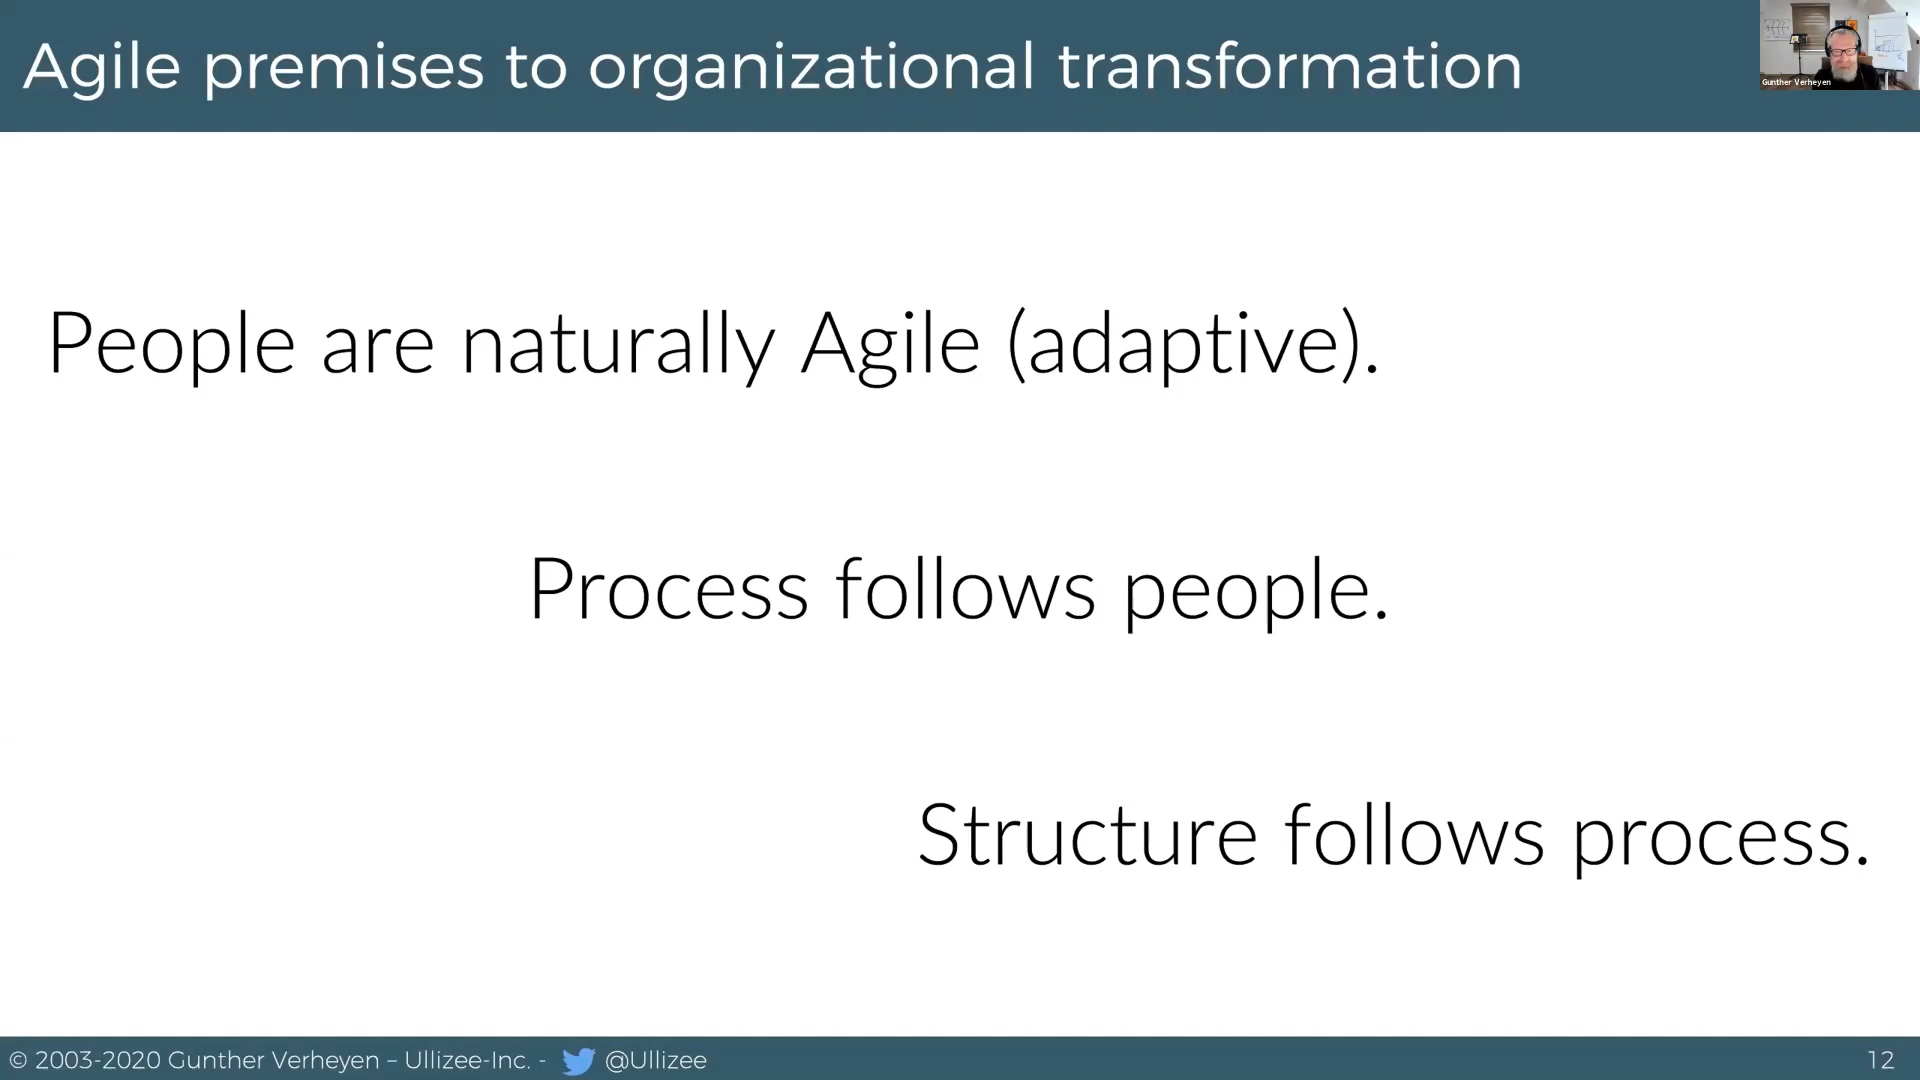 Agile premises to organizational transformation
Gunther Verheyen
People are naturally Agile (adaptive).
Process follows people.
Structure follows process.
© 2003-2020 Gunther Verheyen – Ullizee-Inc. - @Ullizee
12